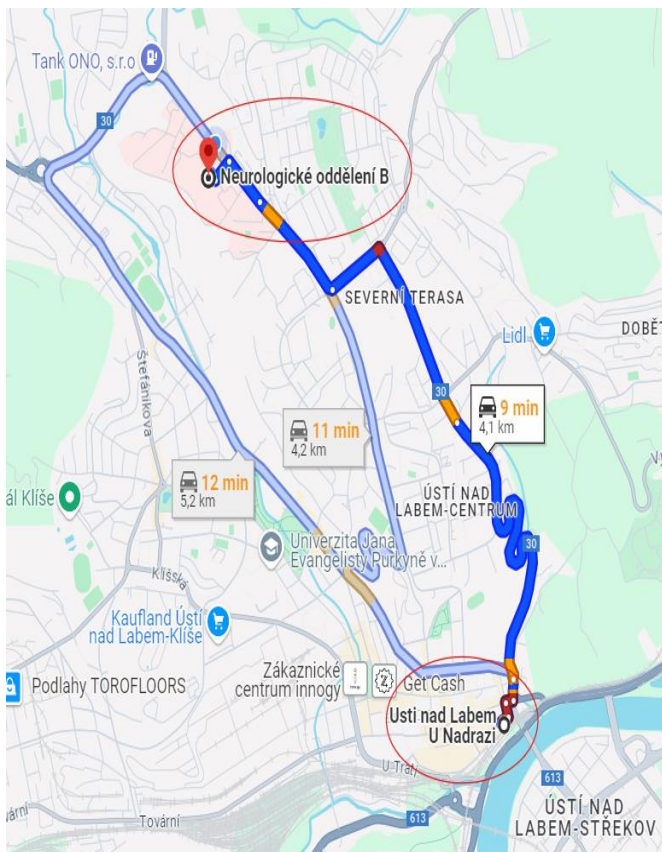 Tank ONO, s.r.o
30
Neurologické oddělení B
SEVERNÍ TERASA
DOBĚT
Lidl
Štefánikova
30
9 min
4,1 km
11 min
4,2 km
12 min
5,2 km
ÚSTÍ NAD
LABEM-CENTRUM
ál Klíše
Univerzita Jana
Evangelisty Purkyně v...
30
Klíšská
Kaufland Ústí
nad Labem-Klíše
Podlahy TOROFLOORS
Zákaznické
centrum innogy
Get Cash
Usti nad Labem
U Nadrazi
U Trati
613
613
ÚSTÍ NAD
LABEM-STŘEKOV
Tovární